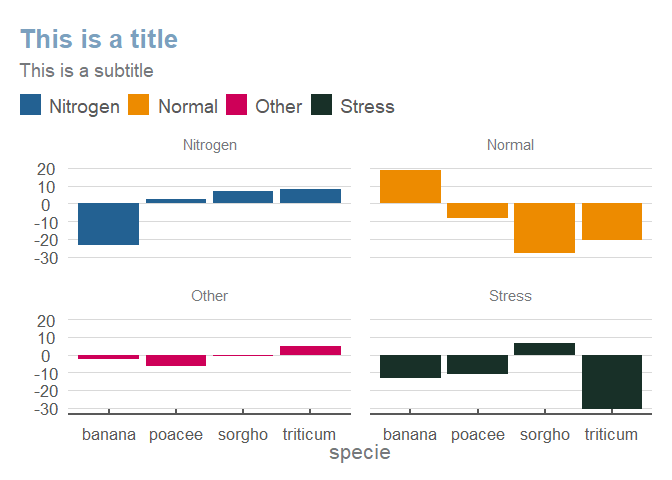 This is a title
This is a subtitle
Nitrogen Normal Other Stress
Nitrogen Normal
20
10
0
-10
-20
-30
Other Stress
20
10
0
-10
-20
-30
banana poacee sorgho triticum banana poacee sorgho triticum
specie